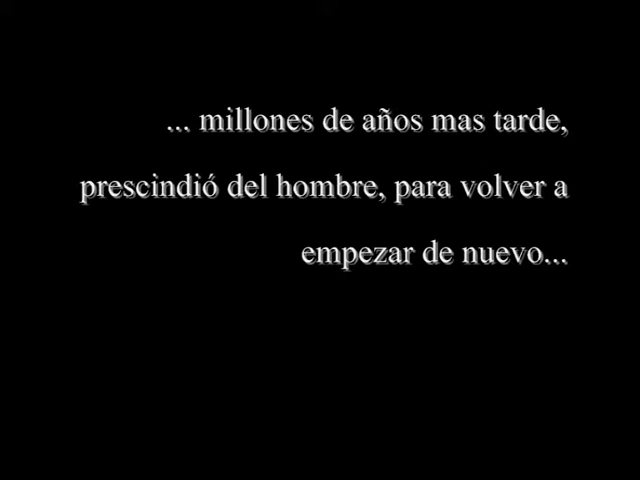 ... millones de años mas tarde,
prescindió del hombre, para volver a
empezar de nuevo...